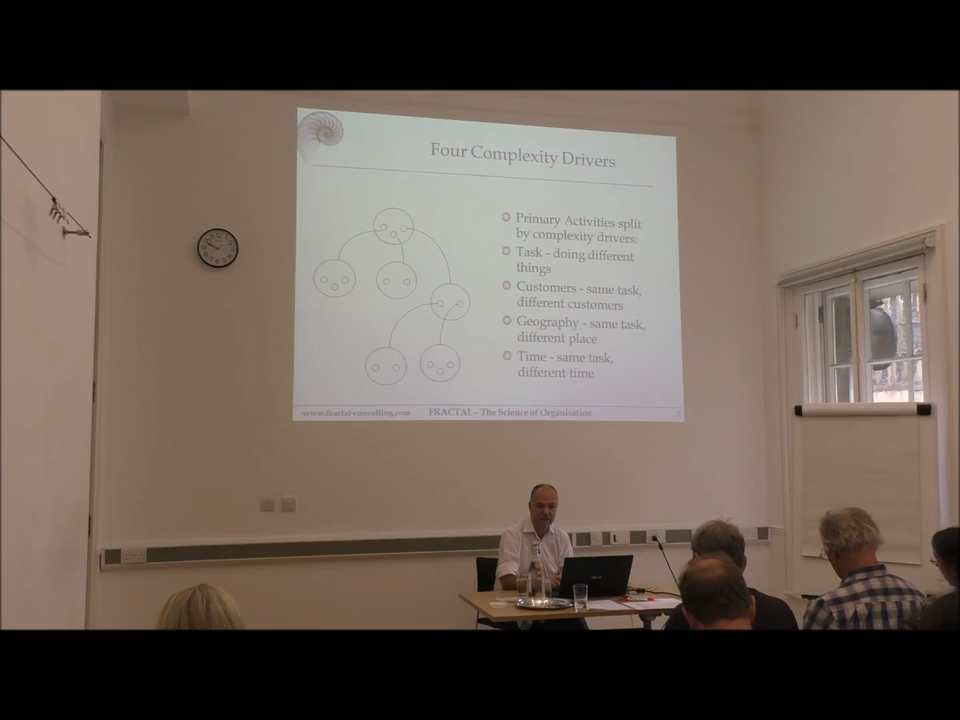 Four Complexity Drivers
Primary Activities split
by complexity drivers:
Task - doing different
things
Customers - same task,
different customers
Geography - same task,
different place
Time - same task,
different time
www.fractal-consulting.com FRACTAL - The Science of Organisation